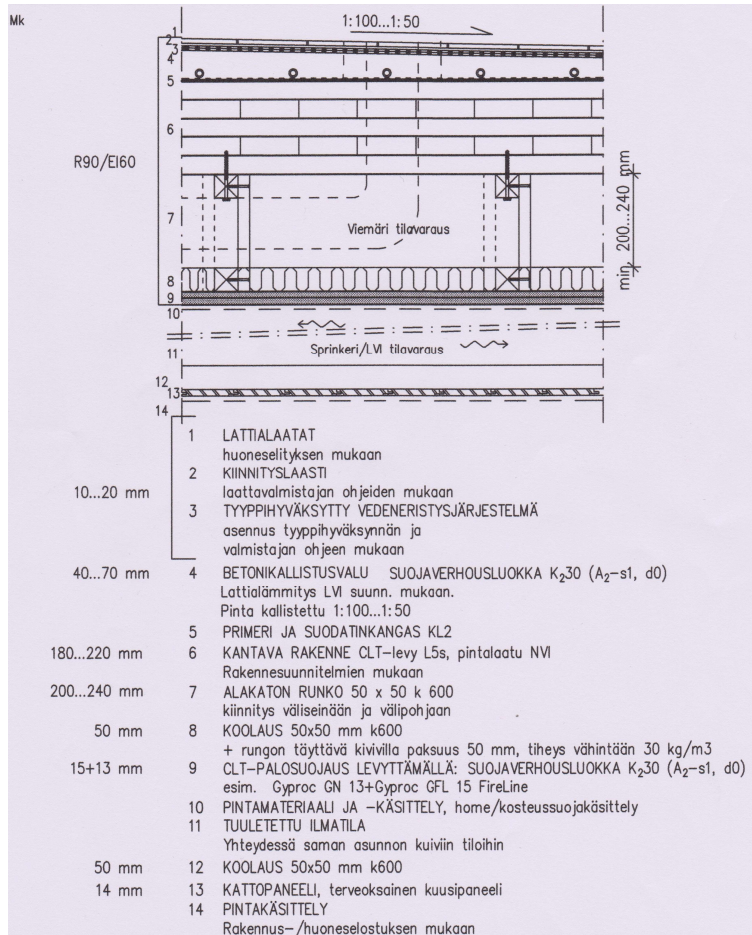 Mk
1:100...1:50
1
2
3
4
5
6
R90/EI60
7
Viemäri tilavaraus
min. 200...240 mm
8
9
10
Sprinkeri/LVI tilavaraus
11
12
13
14
1 LATTIALAATAT
huoneselityksen mukaan
2 KIINNITYSLAASTI
10...20 mm laattavalmistajan ohjeiden mukaan
3 TYYPPIHYVÄKSYTTY VEDENERISTYSJÄRJESTELMÄ
asennus tyyppihyväksynnän ja
valmistajan ohjeen mukaan
40...70 mm 4 BETONIKALLISTUSVALU SUOJAVERHOUSLUOKKA K₂30 (A₂-s1, d0)
Lattialämmitys LVI suunn. mukaan.
Pinta kallistettu 1:100...1:50
5 PRIMERI JA SUODATINKANGAS KL2
180...220 mm 6 KANTAVA RAKENNE CLT-levy L5s, pintalaatu NVI
Rakennesuunnitelmien mukaan
200...240 mm 7 ALAKATON RUNKO 50 x 50 k 600
kiinnitys väliseinään ja välipohjaan
50 mm 8 KOOLAUS 50x50 mm k600
+ rungon täyttävä kivivilla paksuus 50 mm, tiheys vähintään 30 kg/m3
15+13 mm 9 CLT-PALOSUOJAUS LEVYTTÄMÄLLÄ: SUOJAVERHOUSLUOKKA K₂30 (A₂-s1, d0)
esim. Gyproc GN 13+Gyproc GFL 15 FireLine
10 PINTAMATERIAALI JA -KÄSITTELY, home/kosteussuojakäsittely
11 TUULETETTU ILMATILA
Yhteydessä saman asunnon kuiviin tiloihin
50 mm 12 KOOLAUS 50x50 mm k600
14 mm 13 KATTOPANEELI, terveoksainen kuusipaneeli
14 PINTAKÄSITTELY
Rakennus-/huoneselostuksen mukaan